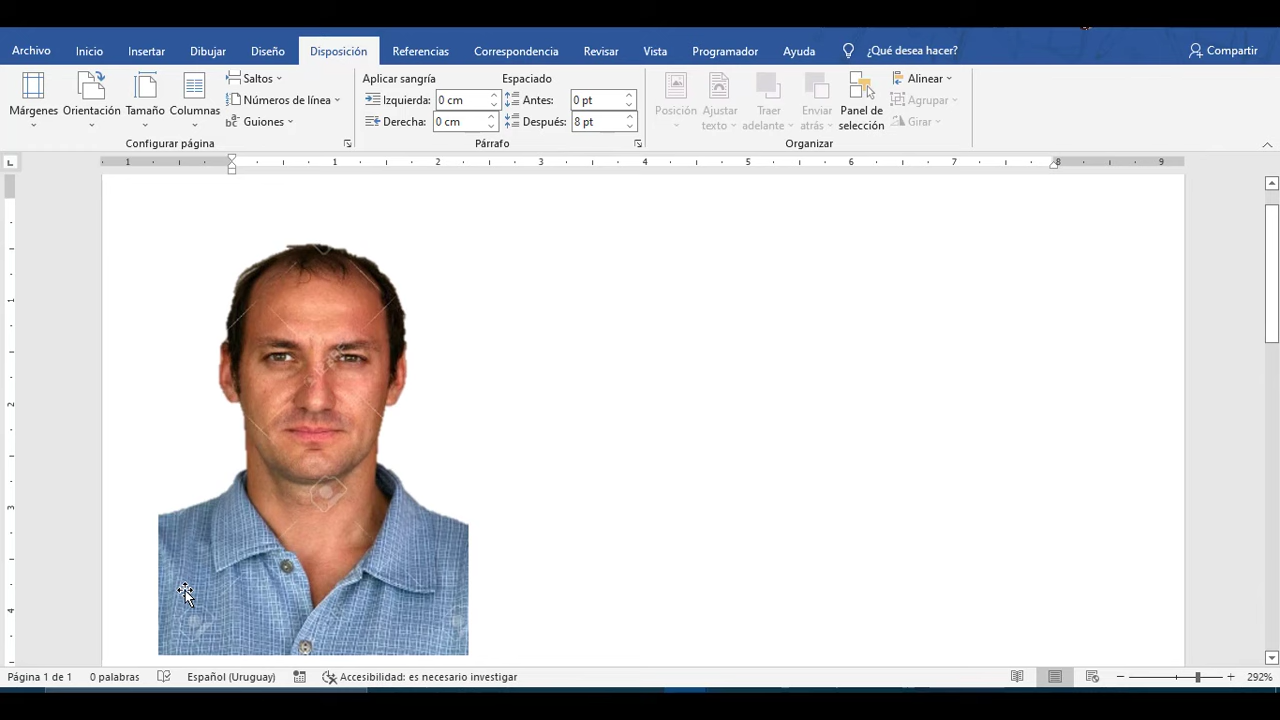 Archivo Inicio Insertar Dibujar Diseño Disposición Referencias Correspondencia Revisar Vista Programador Ayuda ¿Qué desea hacer? Compartir
Márgenes
Orientación
Tamaño
Columnas
Saltos
Números de línea
Guiones
Configurar página
Aplicar sangría
Izquierda: 0 cm
Derecha: 0 cm
Espaciado
Antes: 0 pt
Después: 8 pt
Párrafo
Posición
Ajustar
texto
Traer
adelante
Enviar
atrás
Panel de
selección
Alinear
Agrupar
Girar
Organizar
1 1 2 3 4 5 6 7 8 9
1
2
3
4
Página 1 de 1 0 palabras Español (Uruguay) Accesibilidad: es necesario investigar 292%